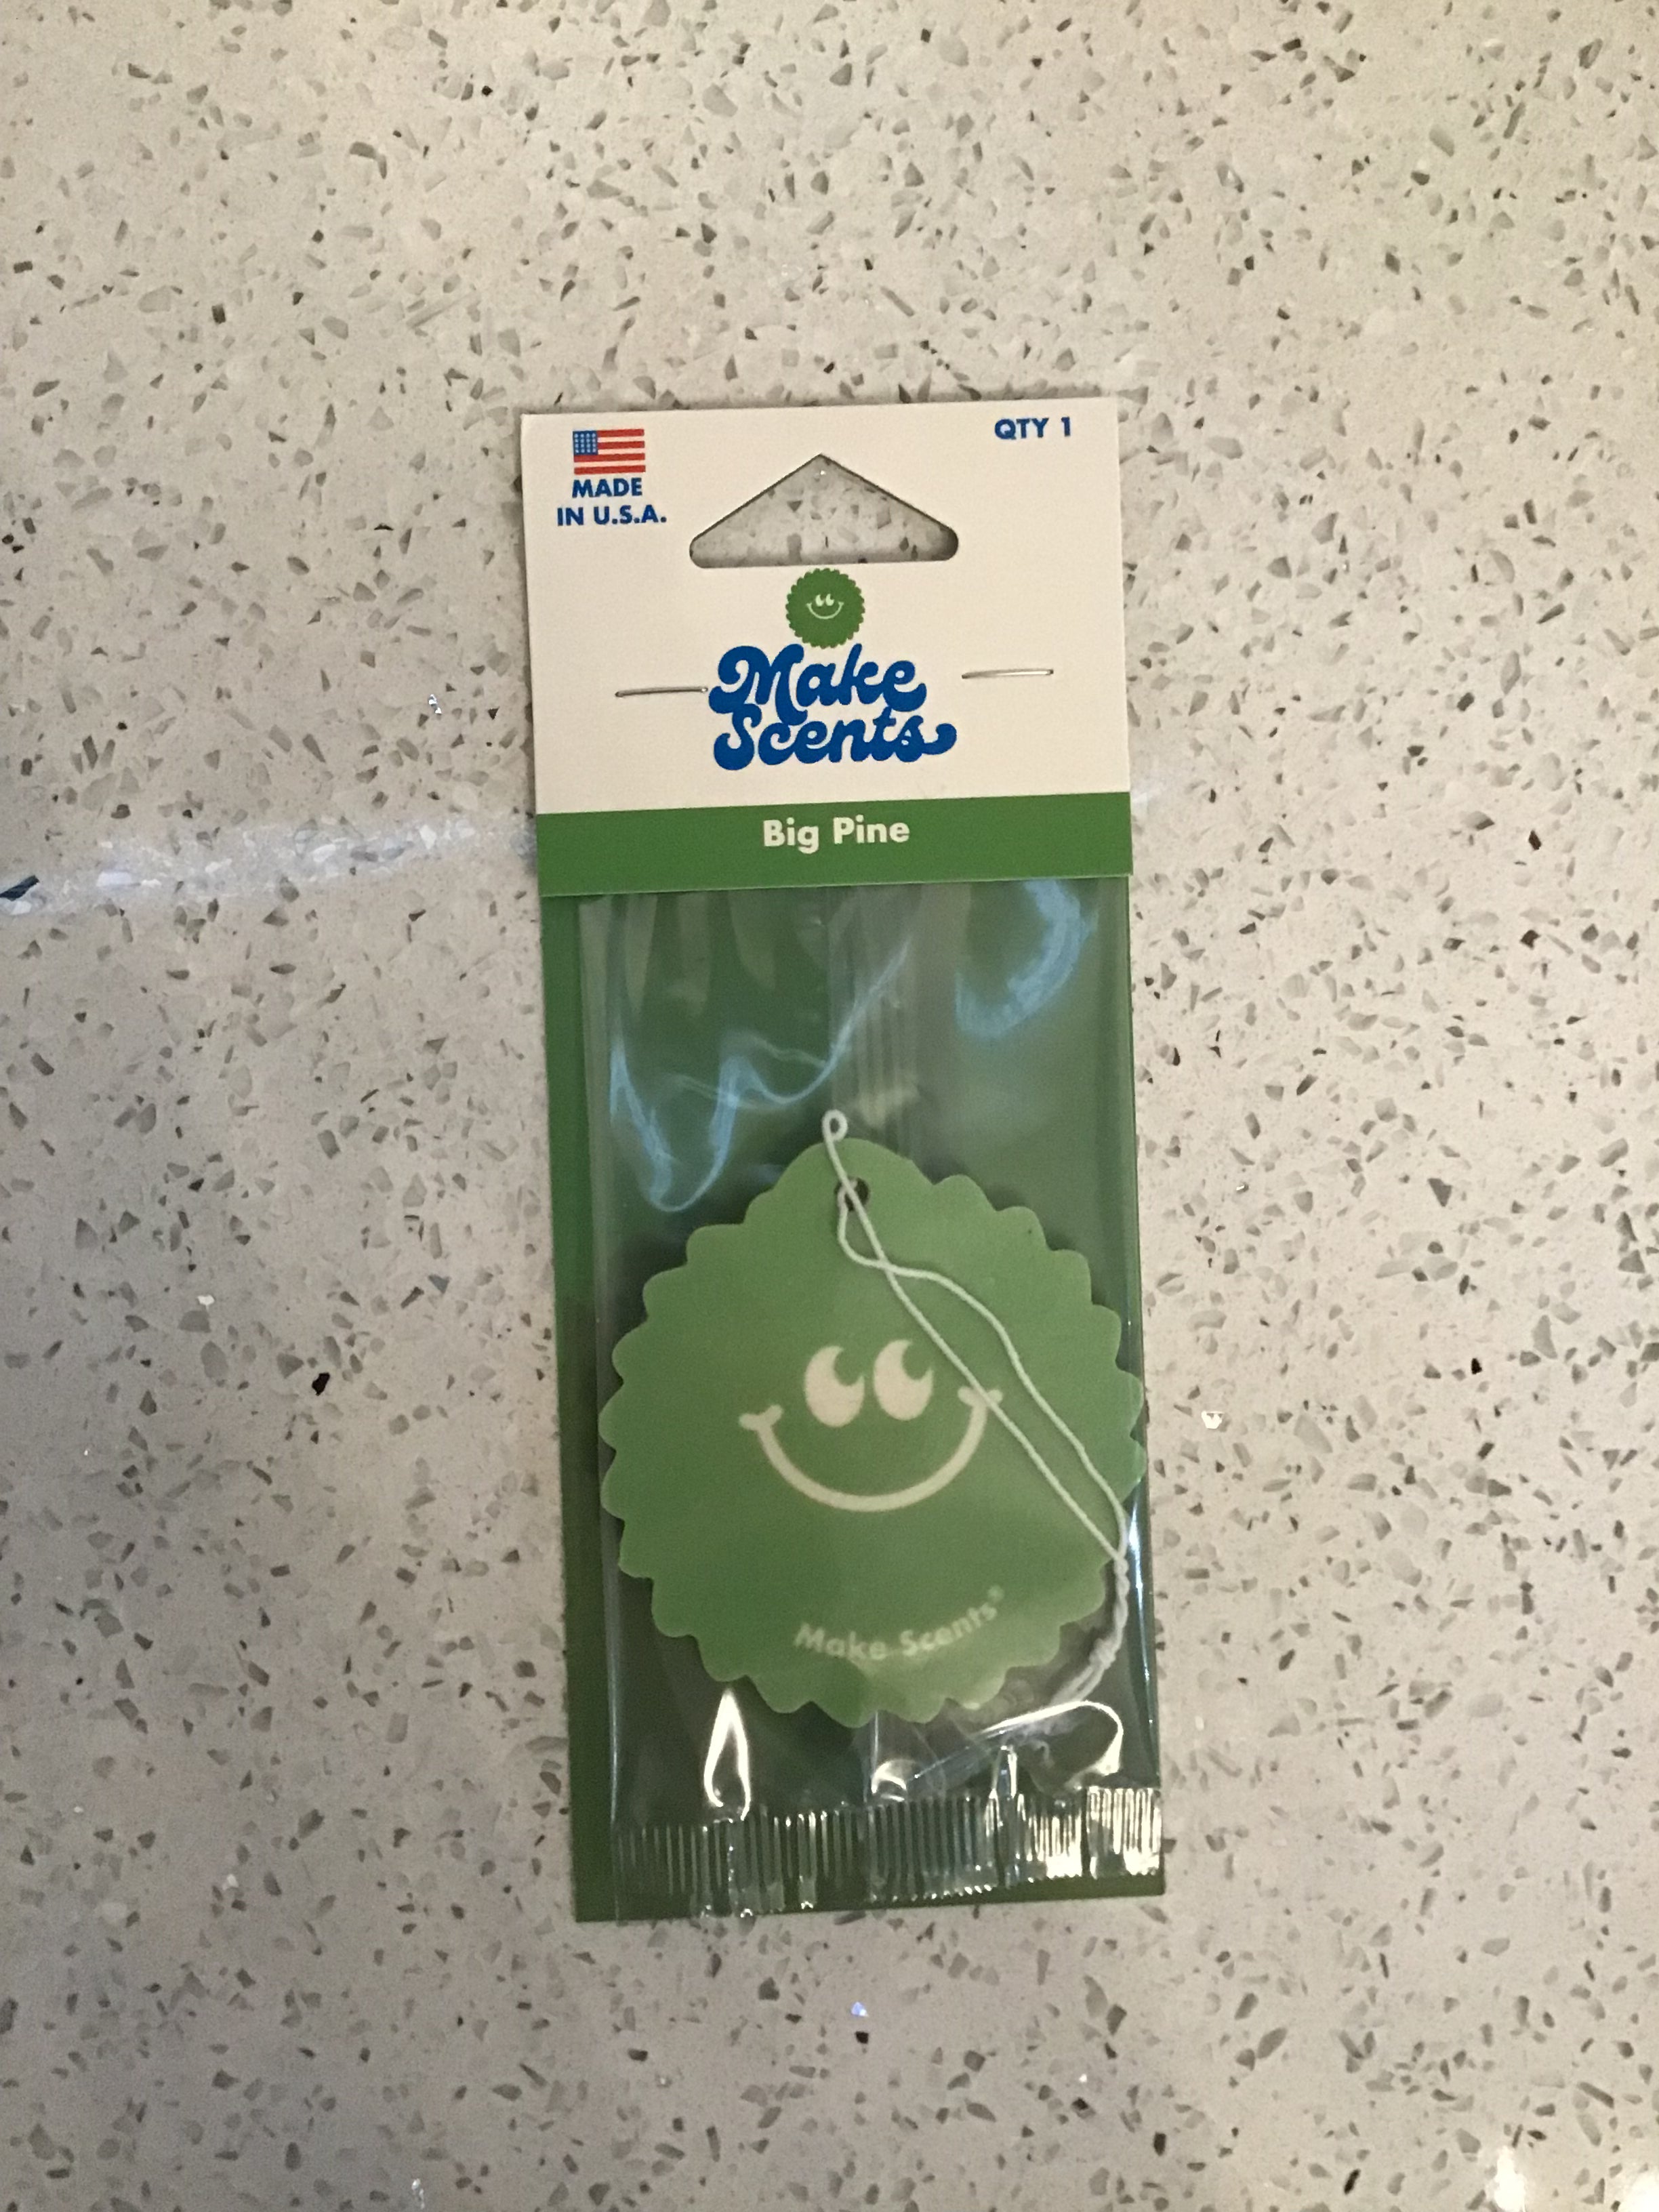 MADE
IN U.S.A.
QTY 1
Make
Scents
Big Pine
Make Scents®